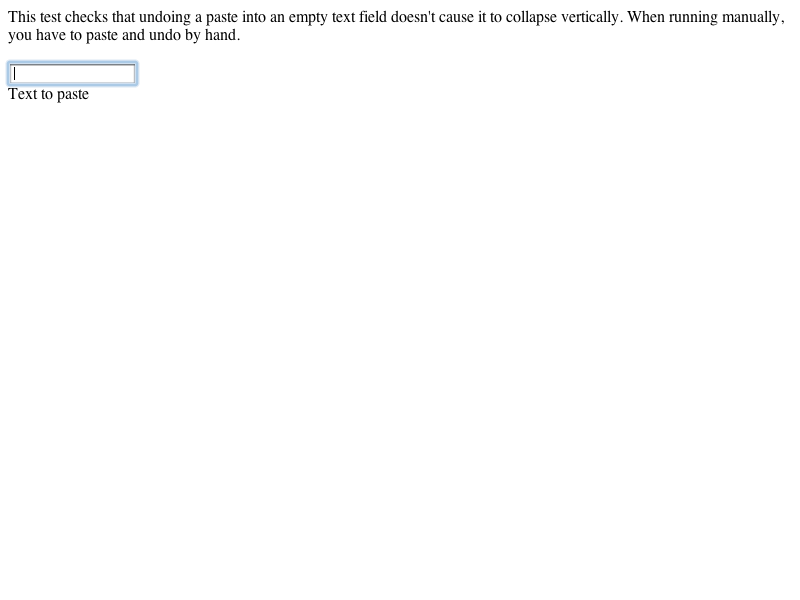 This test checks that undoing a paste into an empty text field doesn't cause it to collapse vertically. When running manually,
you have to paste and undo by hand.
Text to paste